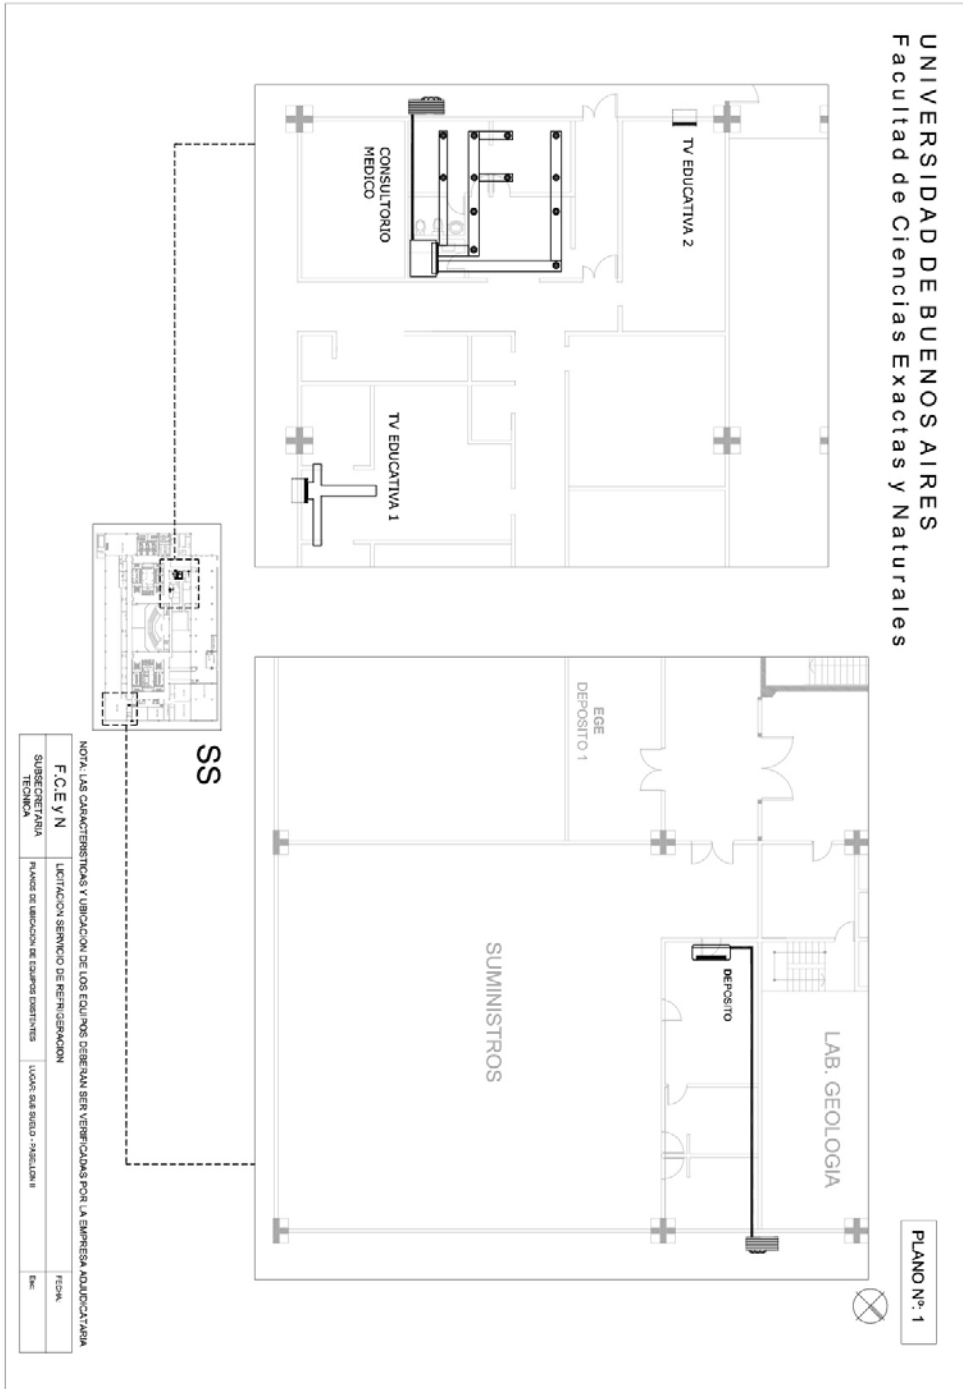 UNIVERSIDAD DE BUENOS AIRES
Facultad de Ciencias Exactas y Naturales
PLANO Nº: 1
TV EDUCATIVA 2
CONSULTORIO
MEDICO
TV EDUCATIVA 1
EGE
DEPOSITO 1
LAB. GEOLOGIA
DEPOSITO
SUMINISTROS
SS
NOTA: LAS CARACTERISTICAS Y UBICACION DE LOS EQUIPOS DEBERAN SER VERIFICADAS POR LA EMPRESA ADJUDICATARIA
F.C.E y N
LICITACION SERVICIO DE REFRIGERACION
FECHA:
SUBSECRETARIA
TECNICA
PLANOS DE UBICACION DE EQUIPOS EXISTENTES
LUGAR: SUB SUELO - PABELLON II
Esc: